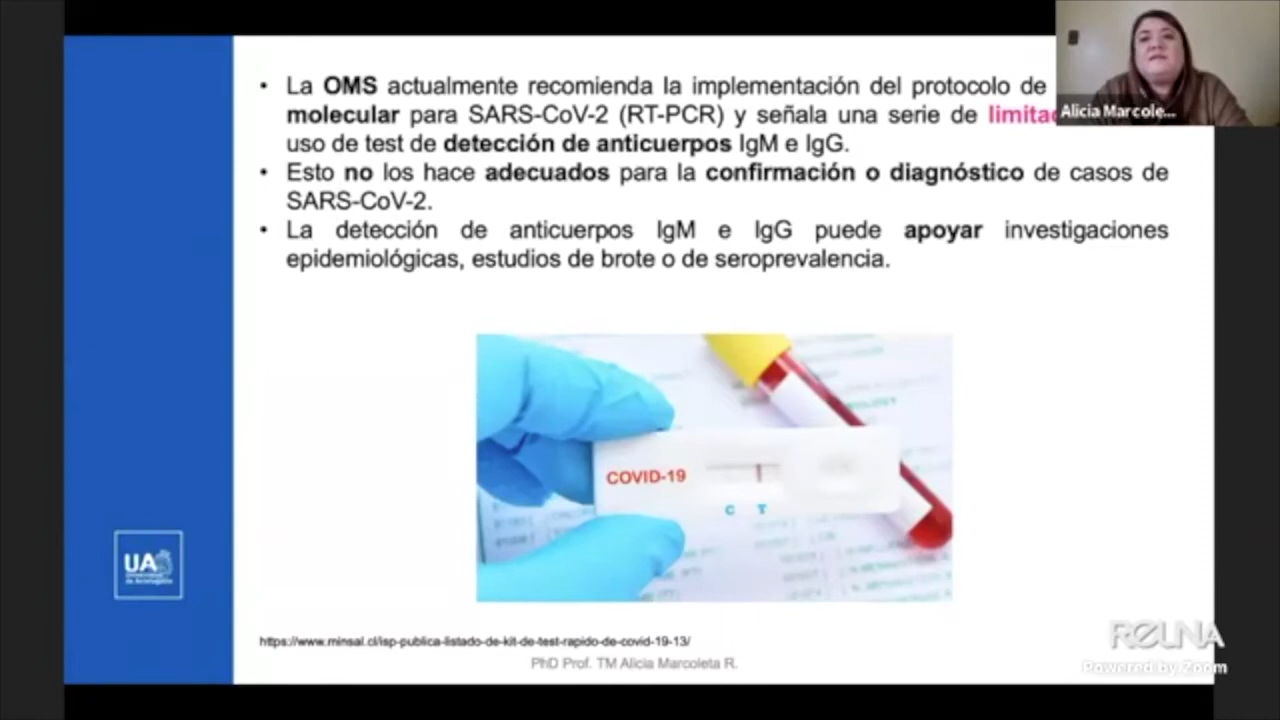 • La OMS actualmente recomienda la implementación del protocolo de
molecular para SARS-CoV-2 (RT-PCR) y señala una serie de
uso de test de detección de anticuerpos IgM e IgG.
• Esto no los hace adecuados para la confirmación o diagnóstico de casos de
SARS-CoV-2.
• La detección de anticuerpos IgM e IgG puede apoyar investigaciones
epidemiológicas, estudios de brote o de seroprevalencia.
Alicia Marcole...
COVID-19
C T
UA
https://www.minsal.cl/isp-publica-listado-de-kit-de-test-rapido-de-covid-19-13/
PhD Prof. TM Alicia Marcoleta R.
REUNA
Powered by Zoom